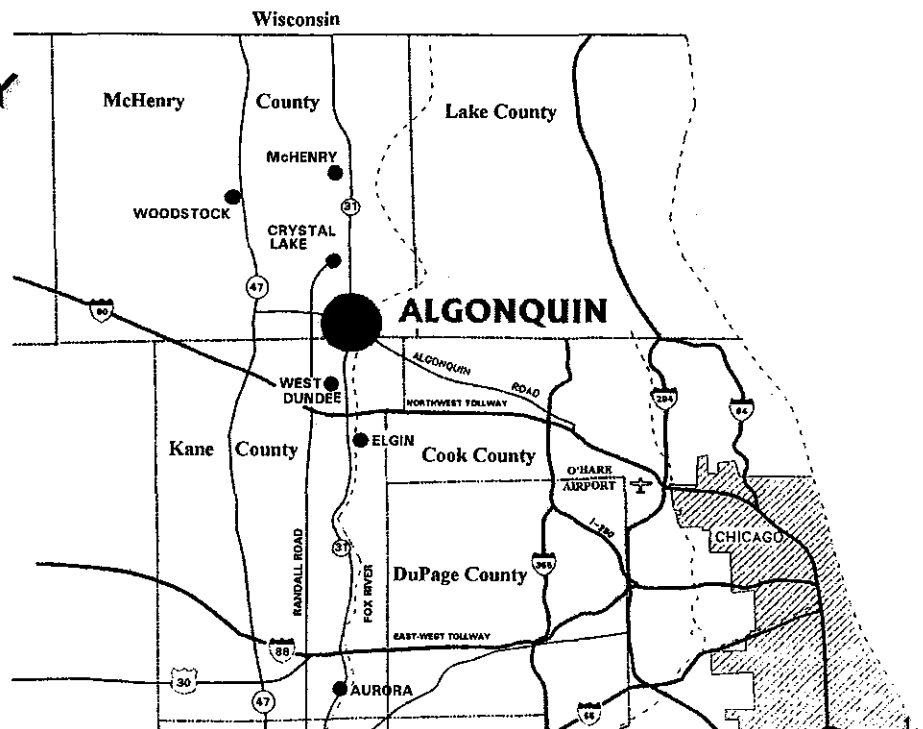 Wisconsin
McHenry
County
Lake County
McHENRY
WOODSTOCK
31
CRYSTAL
LAKE
47
90
ALGONQUIN
ALGONQUIN
ROAD
WEST
DUNDEE
NORTHWEST TOLLWAY
294
94
Kane
County
ELGIN
Cook County
O'HARE
AIRPORT
I-290
CHICAGO
RANDALL ROAD
31
FOX RIVER
DuPage County
355
EAST-WEST TOLLWAY
88
30
47
AURORA
55